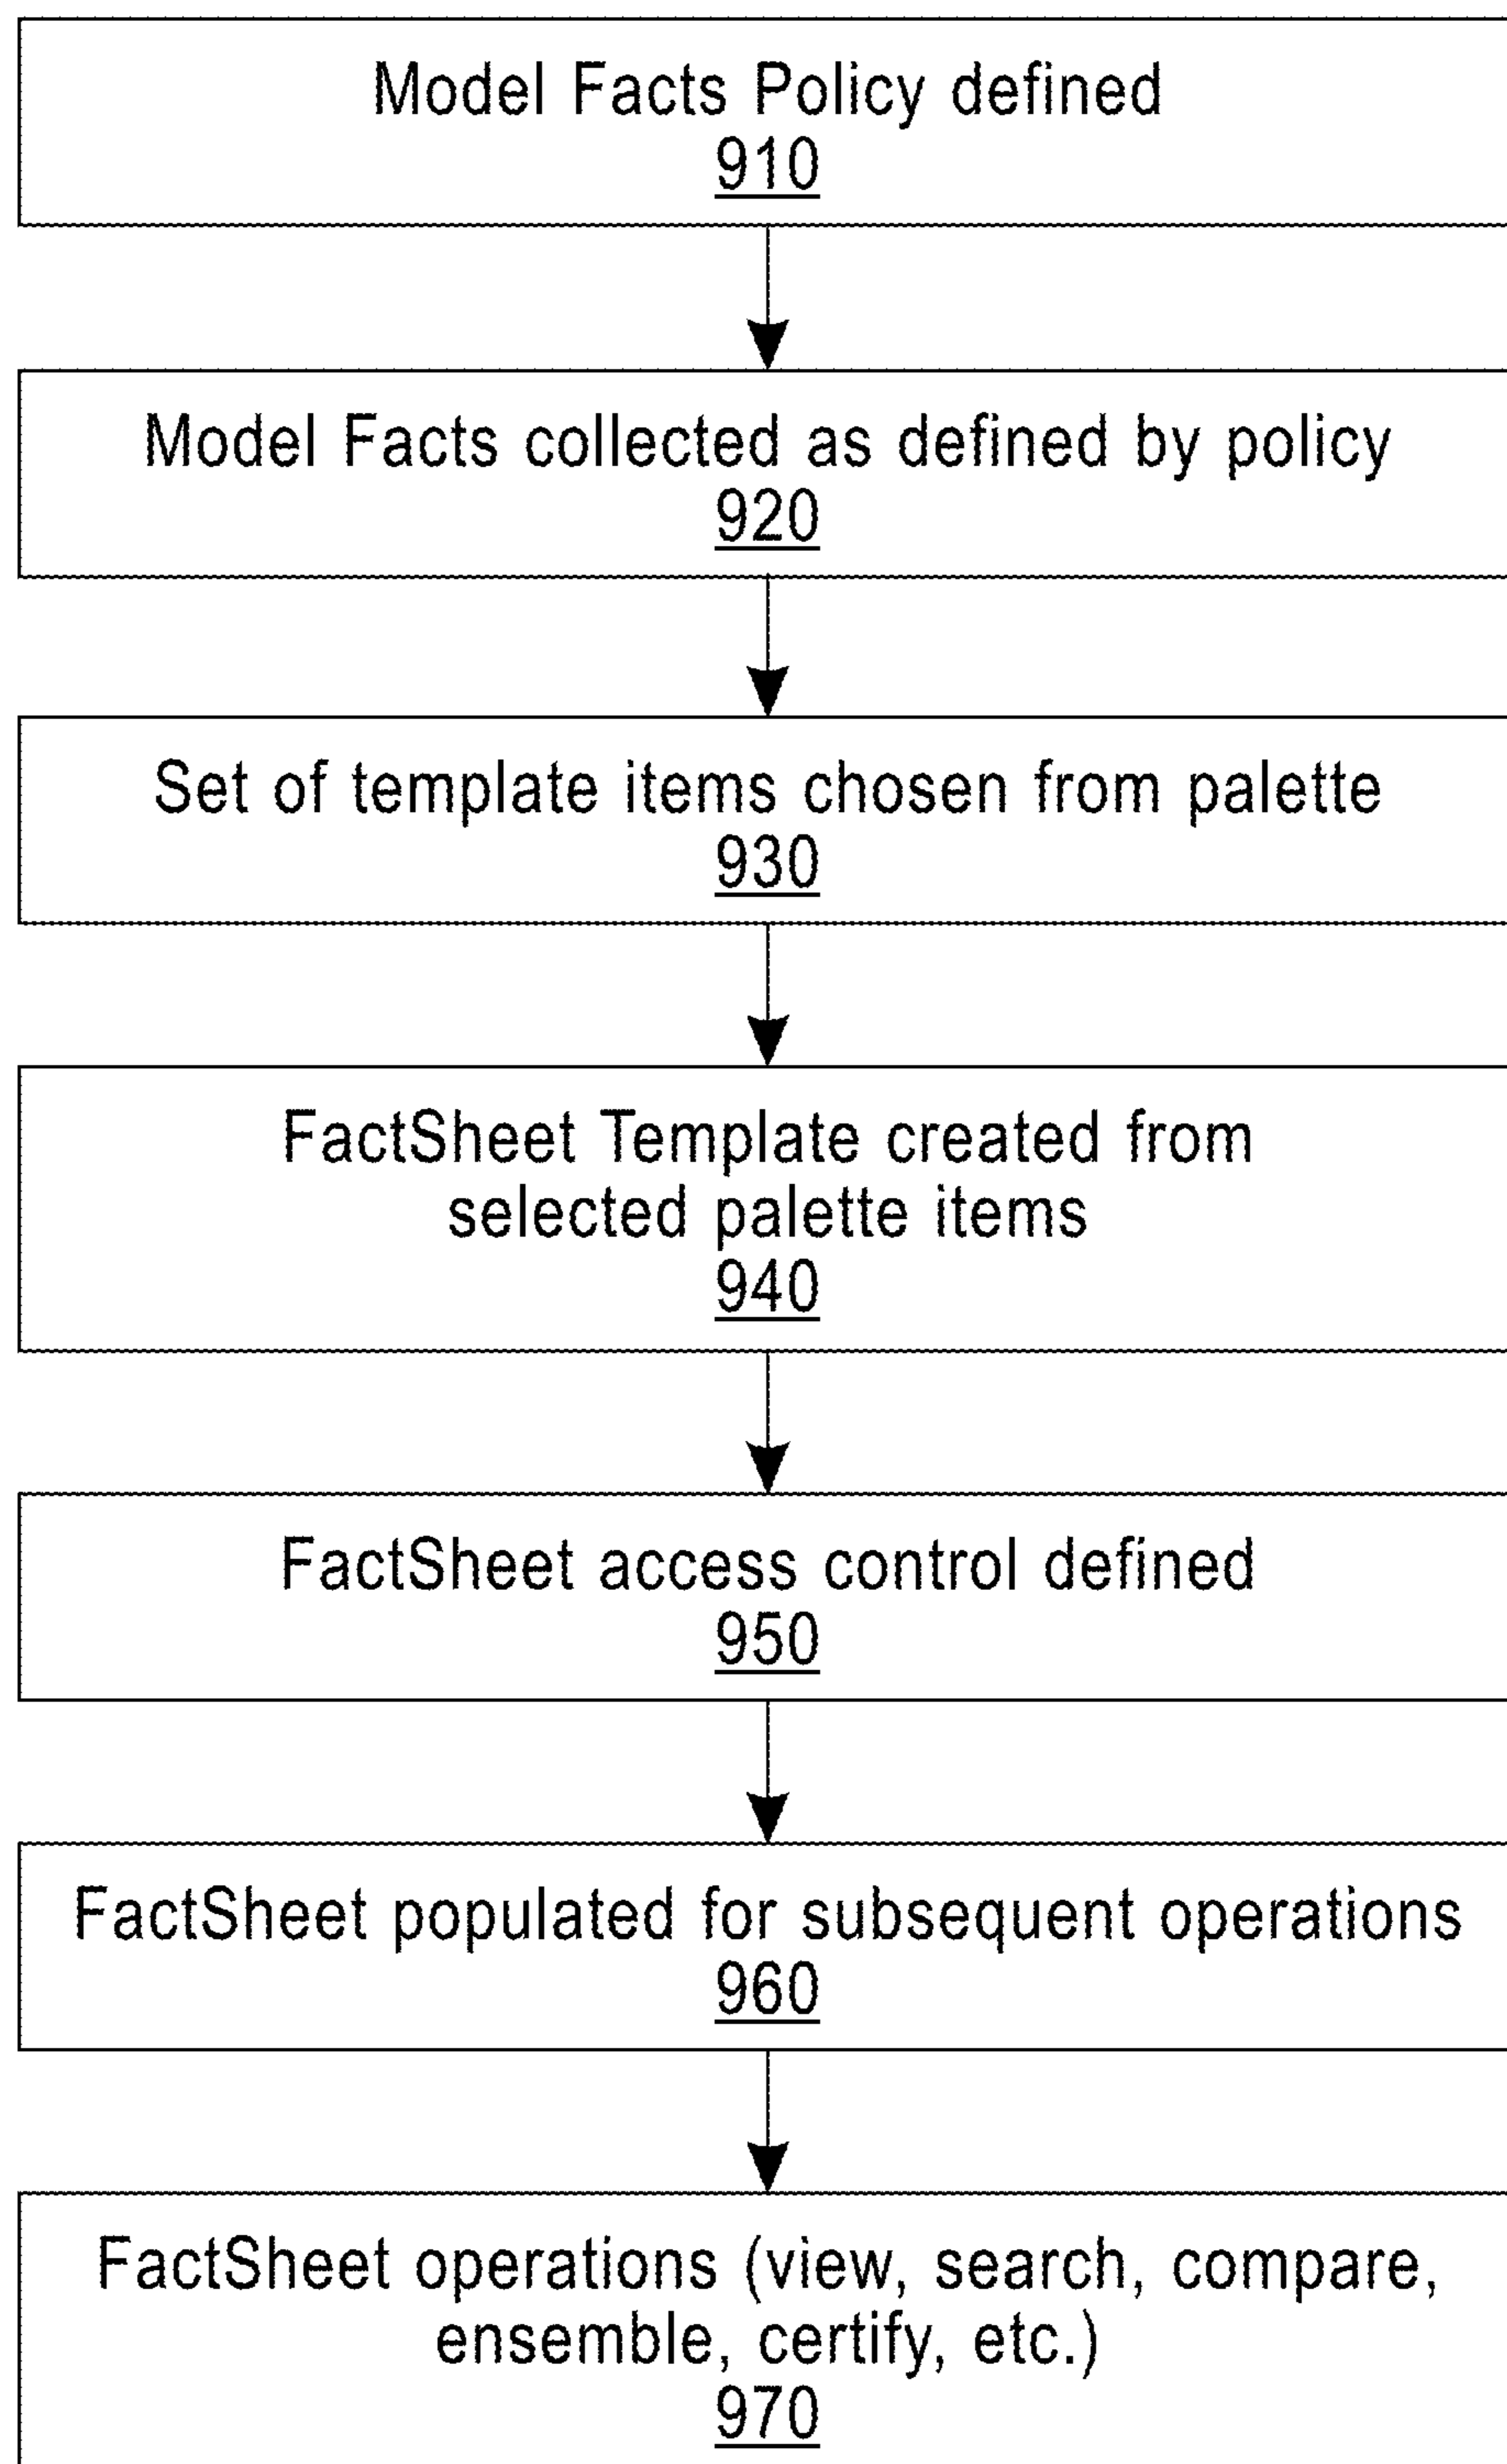 Model Facts Policy defined
910
Model Facts collected as defined by policy
920
Set of template items chosen from palette
930
FactSheet Template created from
selected palette items
940
FactSheet access control defined
950
FactSheet populated for subsequent operations
960
FactSheet operations (view, search, compare,
ensemble, certify, etc.)
970